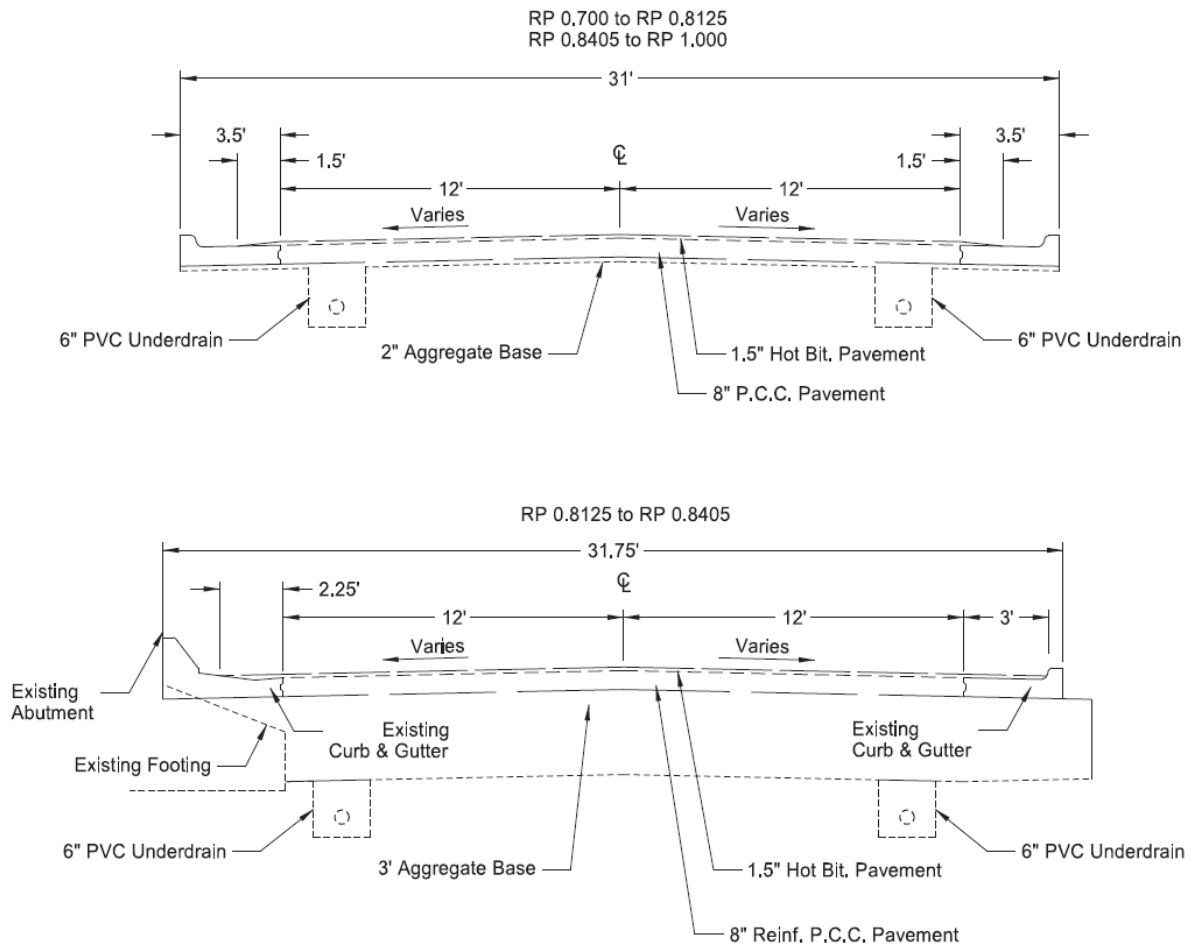 RP 0.700 to RP 0.8125
RP 0.8405 to RP 1.000
31'
3.5'
3.5'
1.5'
℄
1.5'
12'
12'
Varies
Varies
6" PVC Underdrain
6" PVC Underdrain
2" Aggregate Base
1.5" Hot Bit. Pavement
8" P.C.C. Pavement
RP 0.8125 to RP 0.8405
31.75'
2.25'
℄
12'
12'
3'
Varies
Varies
Existing
Abutment
Existing
Curb & Gutter
Existing
Curb & Gutter
Existing Footing
6" PVC Underdrain
6" PVC Underdrain
3' Aggregate Base
1.5" Hot Bit. Pavement
8" Reinf. P.C.C. Pavement